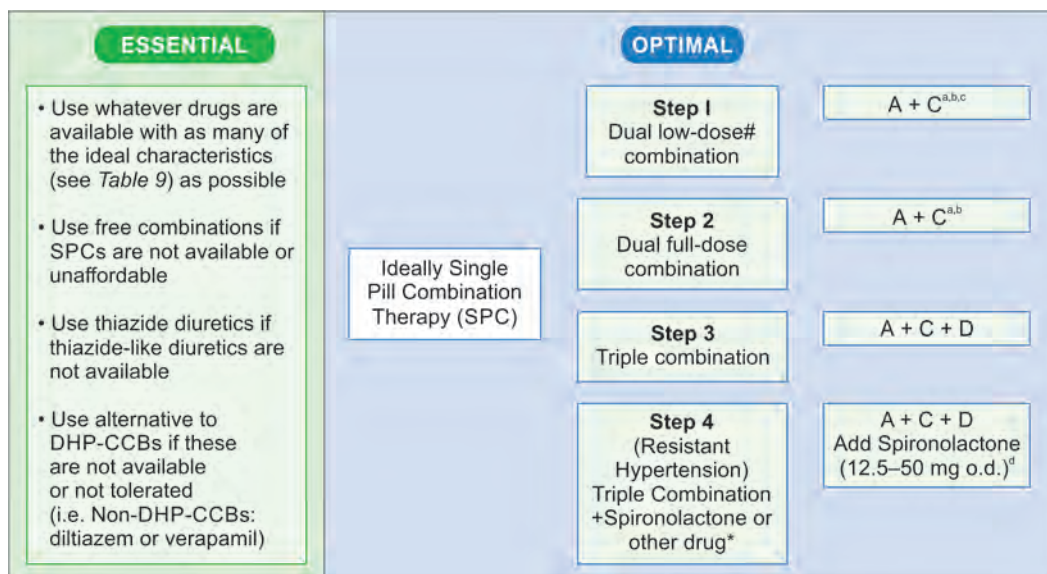 ESSENTIAL
• Use whatever drugs are
available with as many of
the ideal characteristics
(see Table 9) as possible
• Use free combinations if
SPCs are not available or
unaffordable
• Use thiazide diuretics if
thiazide-like diuretics are
not available
• Use alternative to
DHP-CCBs if these
are not available
or not tolerated
(i.e. Non-DHP-CCBs:
diltiazem or verapamil)
OPTIMAL
Ideally Single
Pill Combination
Therapy (SPC)
Step I
Dual low-dose#
combination
A + Ca,b,c
Step 2
Dual full-dose
combination
A + Ca,b
Step 3
Triple combination
A + C + D
Step 4
(Resistant
Hypertension)
Triple Combination
+Spironolactone or
other drug*
A + C + D
Add Spironolactone
(12.5–50 mg o.d.)d